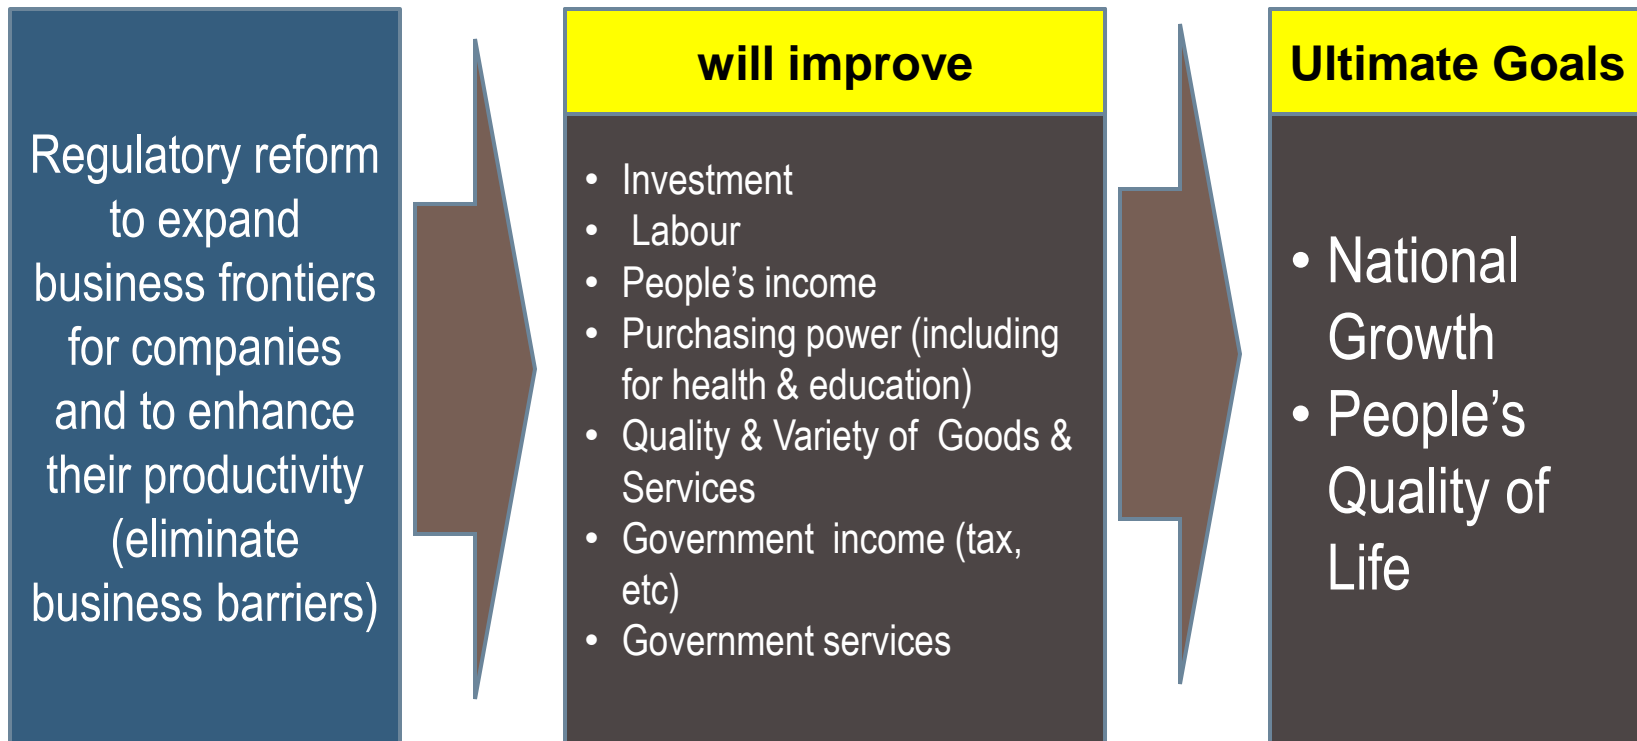 Regulatory reform
to expand
business frontiers
for companies
and to enhance
their productivity
(eliminate
business barriers)
will improve
• Investment
• Labour
• People’s income
• Purchasing power (including
for health & education)
• Quality & Variety of Goods &
Services
• Government income (tax,
etc)
• Government services
Ultimate Goals
• National
Growth
• People’s
Quality of
Life